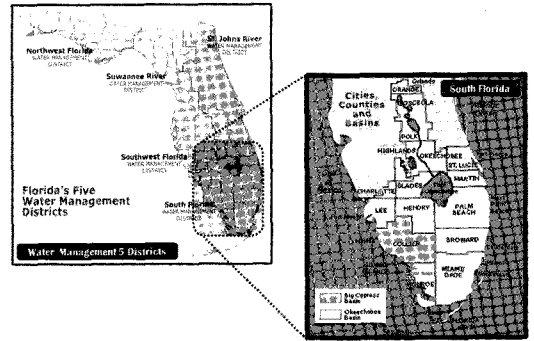 St. Johns River
WATER MANAGEMENT
DISTRICT
Northwest Florida
WATER MANAGEMENT
DISTRICT
Suwannee River
WATER MANAGEMENT
DISTRICT
Southwest Florida
WATER MANAGEMENT
DISTRICT
South Florida
WATER MANAGEMENT
DISTRICT
Florida's Five
Water Management
Districts
Water Management 5 Districts
South Florida
Cities,
Counties
and
Basins
Orlando
ORANGE
OSCEOLA
POLK
HIGHLANDS
OKEECHOBEE
ST. LUCIE
MARTIN
CHARLOTTE
GLADES
LEE
HENDRY
PALM
BEACH
COLLIER
BROWARD
MIAMI
DADE
MONROE
Big Cypress
Basin
Okeechobee
Basin